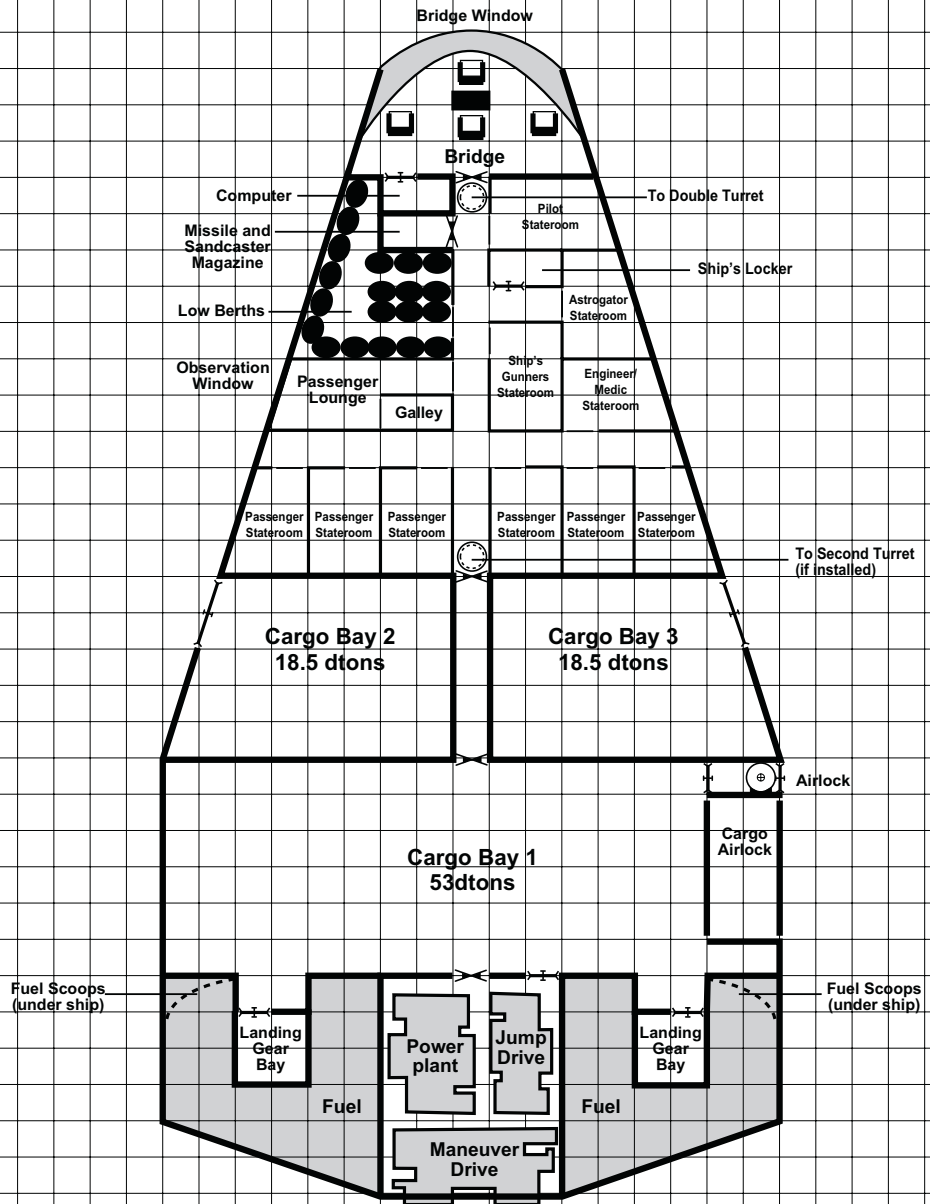 Bridge Window
Bridge
Computer
To Double Turret
Pilot
Stateroom
Missile and
Sandcaster
Magazine
Ship's Locker
Low Berths
Astrogator
Stateroom
Observation
Window
Passenger
Lounge
Galley
Ship's
Gunners
Stateroom
Engineer/
Medic
Stateroom
Passenger
Stateroom
Passenger
Stateroom
Passenger
Stateroom
Passenger
Stateroom
Passenger
Stateroom
Passenger
Stateroom
To Second Turret
(if installed)
Cargo Bay 2
18.5 dtons
Cargo Bay 3
18.5 dtons
Airlock
Cargo
Airlock
Cargo Bay 1
53dtons
Fuel Scoops
(under ship)
Fuel Scoops
(under ship)
Landing
Gear
Bay
Power
plant
Jump
Drive
Landing
Gear
Bay
Fuel
Fuel
Maneuver
Drive